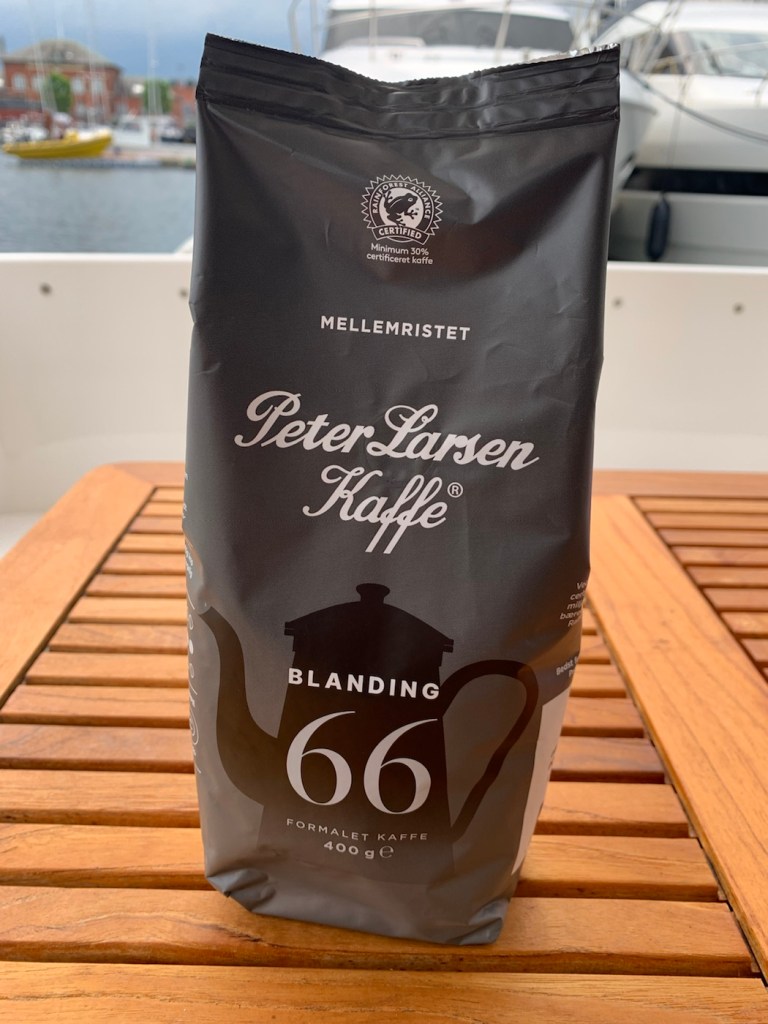 RAINFOREST ALLIANCE
CERTIFIED
Minimum 30%
certificeret kaffe
MELLEMRISTET
Peter Larsen
Kaffe®
BLANDING
66
FORMALET KAFFE
400 g ℮